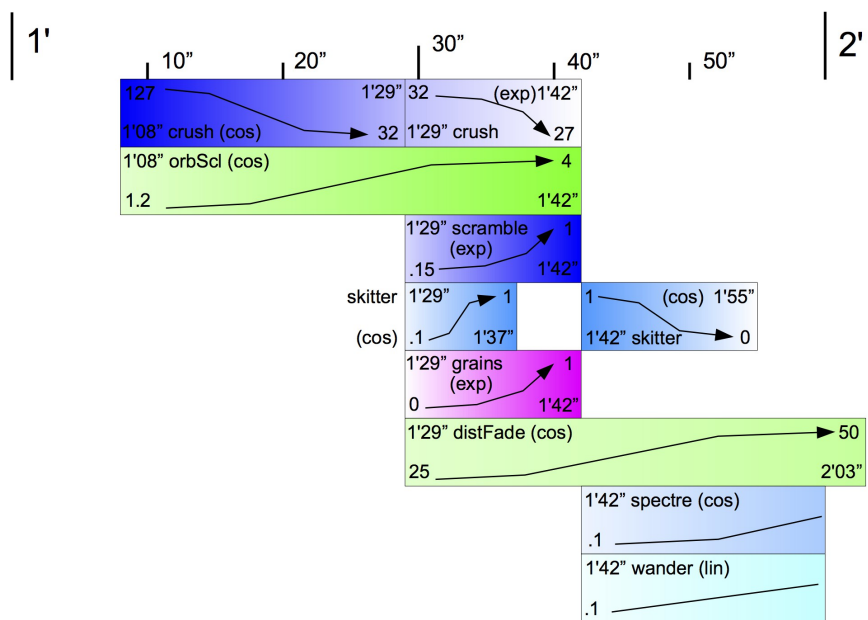 1' 2'
10” 20” 30” 40” 50”
127 1'29” 32 (exp) 1'42”
1'08” crush (cos) 32 1'29” crush 27
1'08” orbScl (cos) 4
1.2 1'42”
1'29” scramble 1
(exp)
.15 1'42”
skitter 1'29” 1 1 (cos) 1'55”
(cos) .1 1'37” 1'42” skitter 0
1'29” grains 1
(exp)
0 1'42”
1'29” distFade (cos) 50
25 2'03”
1'42” spectre (cos)
.1
1'42” wander (lin)
.1